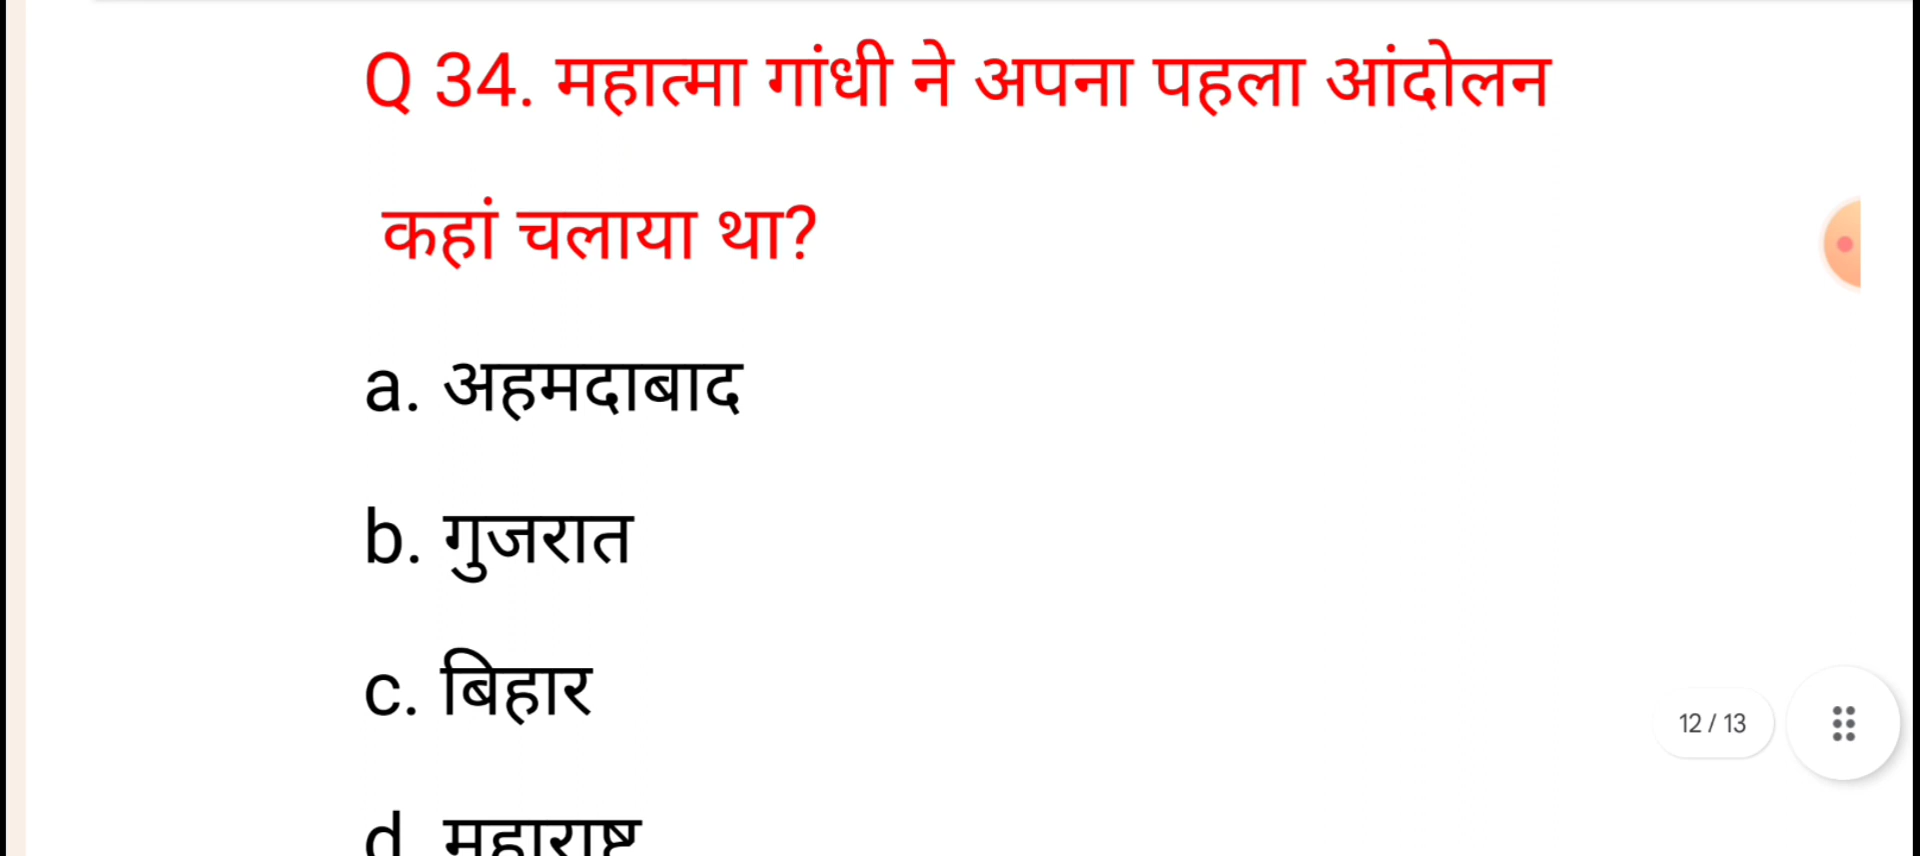 Q 34. महात्मा गांधी ने अपना पहला आंदोलन
कहां चलाया था?
a. अहमदाबाद
b. गुजरात
c. बिहार
12 / 13
d. महाराष्ट